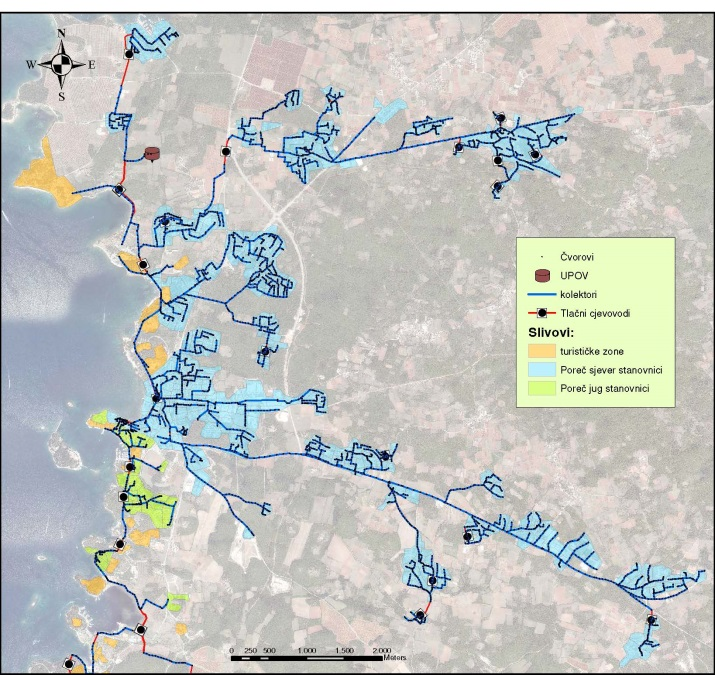 N
W E
S
Čvorovi
UPOV
kolektori
Tlačni cjevovodi
Slivovi:
turističke zone
Poreč sjever stanovnici
Poreč jug stanovnici
0 250 500 1.000 1.500 2.000
Meters